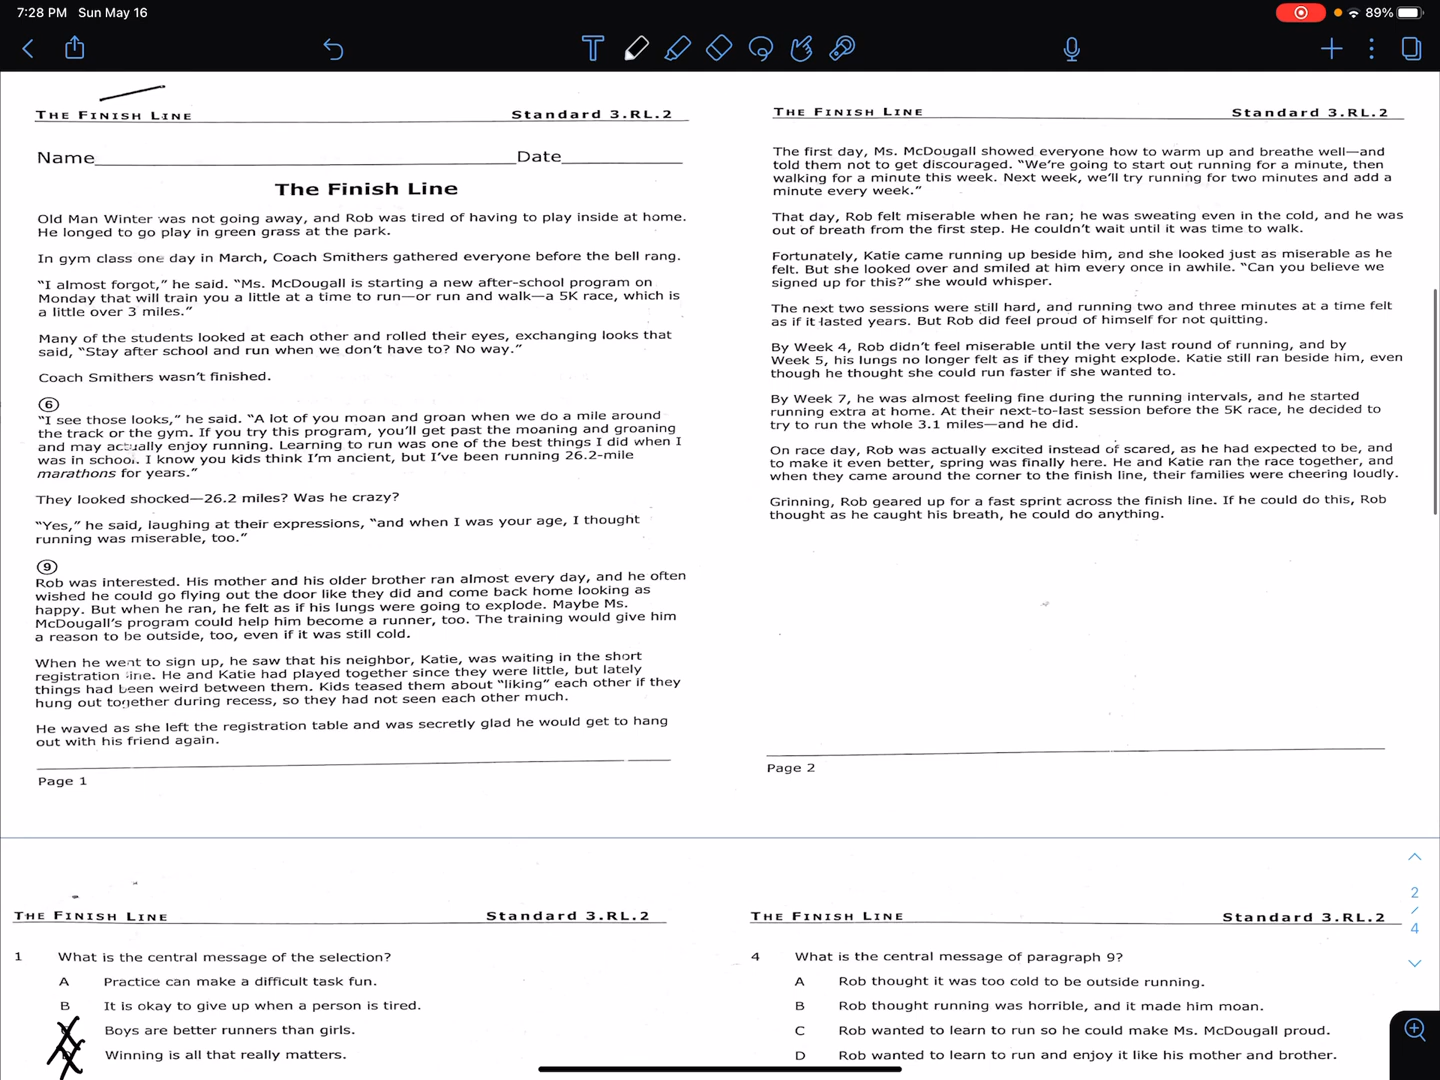 7:28 PM Sun May 16
89%
THE FINISH LINE Standard 3.RL.2
Name Date
The Finish Line
Old Man Winter was not going away, and Rob was tired of having to play inside at home.
He longed to go play in green grass at the park.
In gym class one day in March, Coach Smithers gathered everyone before the bell rang.
"I almost forgot," he said. "Ms. McDougall is starting a new after-school program on
Monday that will train you a little at a time to run—or run and walk—a 5K race, which is
a little over 3 miles."
Many of the students looked at each other and rolled their eyes, exchanging looks that
said, "Stay after school and run when we don't have to? No way."
Coach Smithers wasn't finished.
6
"I see those looks," he said. "A lot of you moan and groan when we do a mile around
the track or the gym. If you try this program, you'll get past the moaning and groaning
and may actually enjoy running. Learning to run was one of the best things I did when I
was in school. I know you kids think I'm ancient, but I've been running 26.2-mile
marathons for years."
They looked shocked—26.2 miles? Was he crazy?
"Yes," he said, laughing at their expressions, "and when I was your age, I thought
running was miserable, too."
9
Rob was interested. His mother and his older brother ran almost every day, and he often
wished he could go flying out the door like they did and come back home looking as
happy. But when he ran, he felt as if his lungs were going to explode. Maybe Ms.
McDougall's program could help him become a runner, too. The training would give him
a reason to be outside, too, even if it was still cold.
When he went to sign up, he saw that his neighbor, Katie, was waiting in the short
registration line. He and Katie had played together since they were little, but lately
things had been weird between them. Kids teased them about "liking" each other if they
hung out together during recess, so they had not seen each other much.
He waved as she left the registration table and was secretly glad he would get to hang
out with his friend again.
Page 1
THE FINISH LINE Standard 3.RL.2
The first day, Ms. McDougall showed everyone how to warm up and breathe well—and
told them not to get discouraged. "We're going to start out running for a minute, then
walking for a minute this week. Next week, we'll try running for two minutes and add a
minute every week."
That day, Rob felt miserable when he ran; he was sweating even in the cold, and he was
out of breath from the first step. He couldn't wait until it was time to walk.
Fortunately, Katie came running up beside him, and she looked just as miserable as he
felt. But she looked over and smiled at him every once in awhile. "Can you believe we
signed up for this?" she would whisper.
The next two sessions were still hard, and running two and three minutes at a time felt
as if it lasted years. But Rob did feel proud of himself for not quitting.
By Week 4, Rob didn't feel miserable until the very last round of running, and by
Week 5, his lungs no longer felt as if they might explode. Katie still ran beside him, even
though he thought she could run faster if she wanted to.
By Week 7, he was almost feeling fine during the running intervals, and he started
running extra at home. At their next-to-last session before the 5K race, he decided to
try to run the whole 3.1 miles—and he did.
On race day, Rob was actually excited instead of scared, as he had expected to be, and
to make it even better, spring was finally here. He and Katie ran the race together, and
when they came around the corner to the finish line, their families were cheering loudly.
Grinning, Rob geared up for a fast sprint across the finish line. If he could do this, Rob
thought as he caught his breath, he could do anything.
Page 2
THE FINISH LINE Standard 3.RL.2
1 What is the central message of the selection?
A Practice can make a difficult task fun.
B It is okay to give up when a person is tired.
Boys are better runners than girls.
Winning is all that really matters.
THE FINISH LINE Standard 3.RL.2
4 What is the central message of paragraph 9?
A Rob thought it was too cold to be outside running.
B Rob thought running was horrible, and it made him moan.
C Rob wanted to learn to run so he could make Ms. McDougall proud.
D Rob wanted to learn to run and enjoy it like his mother and brother.
2
/
4